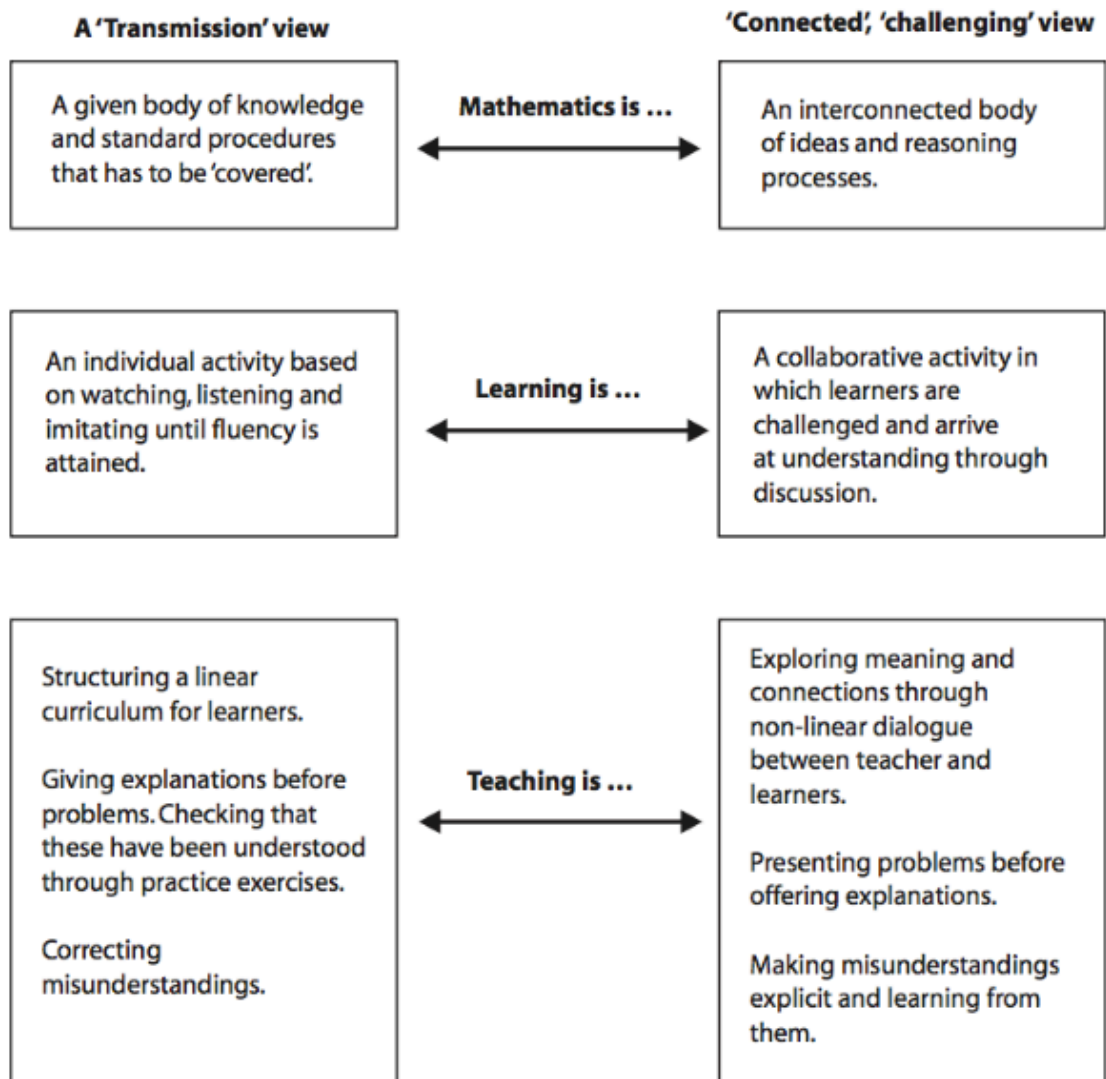 A ‘Transmission’ view
‘Connected’, ‘challenging’ view
A given body of knowledge
and standard procedures
that has to be ‘covered’.
Mathematics is ...
An interconnected body
of ideas and reasoning
processes.
An individual activity based
on watching, listening and
imitating until fluency is
attained.
Learning is ...
A collaborative activity in
which learners are
challenged and arrive
at understanding through
discussion.
Structuring a linear
curriculum for learners.
Giving explanations before
problems. Checking that
these have been understood
through practice exercises.
Correcting
misunderstandings.
Teaching is ...
Exploring meaning and
connections through
non-linear dialogue
between teacher and
learners.
Presenting problems before
offering explanations.
Making misunderstandings
explicit and learning from
them.